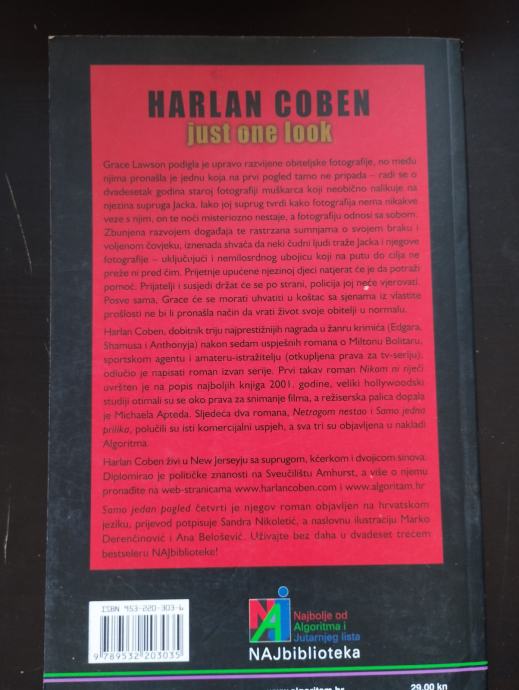 HARLAN COBEN
just one look
Grace Lawson podigla je upravo razvijene obiteljske fotografije, no među
njima pronašla je jednu koja na prvi pogled tamo ne pripada – radi se o
dvadesetak godina staroj fotografiji muškarca koji neobično nalikuje na
njezina supruga Jacka. Iako joj suprug tvrdi kako fotografija nema nikakve
veze s njim, on te noći misteriozno nestaje, a fotografiju odnosi sa sobom.
Zbunjena razvojem događaja te rastrzana sumnjama o svojem braku i
voljenom čovjeku, iznenada shvaća da neki čudni ljudi traže Jacka i njegove
fotografije – uključujući i nemilosrdnog ubojicu koji na putu do cilja ne
preže ni pred čim. Prijetnje upućene njezinoj djeci natjerat će je da potraži
pomoć. Prijatelji i susjedi držat će se po strani, policija joj neće vjerovati.
Posve sama, Grace će se morati uhvatiti u koštac sa sjenama iz vlastite
prošlosti ne bi li pronašla način da vrati život svoje obitelji u normalu.
Harlan Coben, dobitnik triju najprestižnijih nagrada u žanru krimića (Edgara,
Shamusa i Anthonyja) nakon sedam uspješnih romana o Miltonu Bolitaru,
sportskom agentu i amateru-istražitelju (otkupljena prava za tv-seriju),
odlučio je napisati roman izvan serije. Prvi takav roman Nikom ni riječi
uvršten je na popis najboljih knjiga 2001. godine, veliki hollywoodski
studiji otimali su se oko prava za snimanje filma, a režiserska palica dopala
je Michaela Apteda. Sljedeća dva romana, Netragom nestao i Samo jedna
prilika, polučili su isti komercijalni uspjeh, a sva tri su objavljena u nakladi
Algoritma.
Harlan Coben živi u New Jerseyju sa suprugom, kćerkom i dvojicom sinova.
Diplomirao je političke znanosti na Sveučilištu Amhurst, a više o njemu
pronađite na web-stranicama www.harlancoben.com i www.algoritam.hr
Samo jedan pogled četvrti je njegov roman objavljen na hrvatskom
jeziku, prijevod potpisuje Sandra Nikoletić, a naslovnu ilustraciju Marko
Derenčinović i Ana Belošević. Uživajte bez daha u dvadeset trećem
bestseleru NAJbiblioteke!
ISBN 953-220-303-6
9 789532 203035
NAJ
Najbolje od
Algoritma i
Jutarnjeg lista
NAJbiblioteka
www.algoritam.hr
29,00 kn